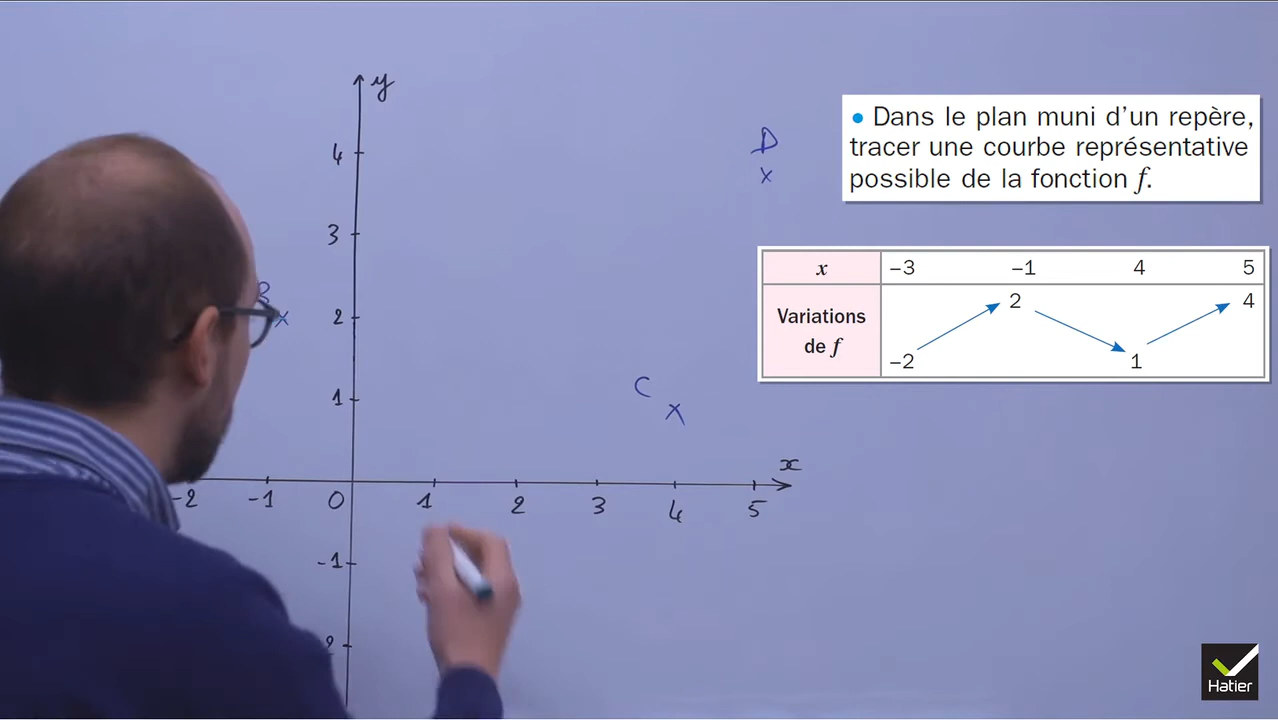 y
4
3
2
1
-2 -1 0 1 2 3 4 5
x
-1
B
C
D
• Dans le plan muni d'un repère,
tracer une courbe représentative
possible de la fonction f.
x -3 -1 4 5
Variations
de f
-2 2 1 4
Hatier